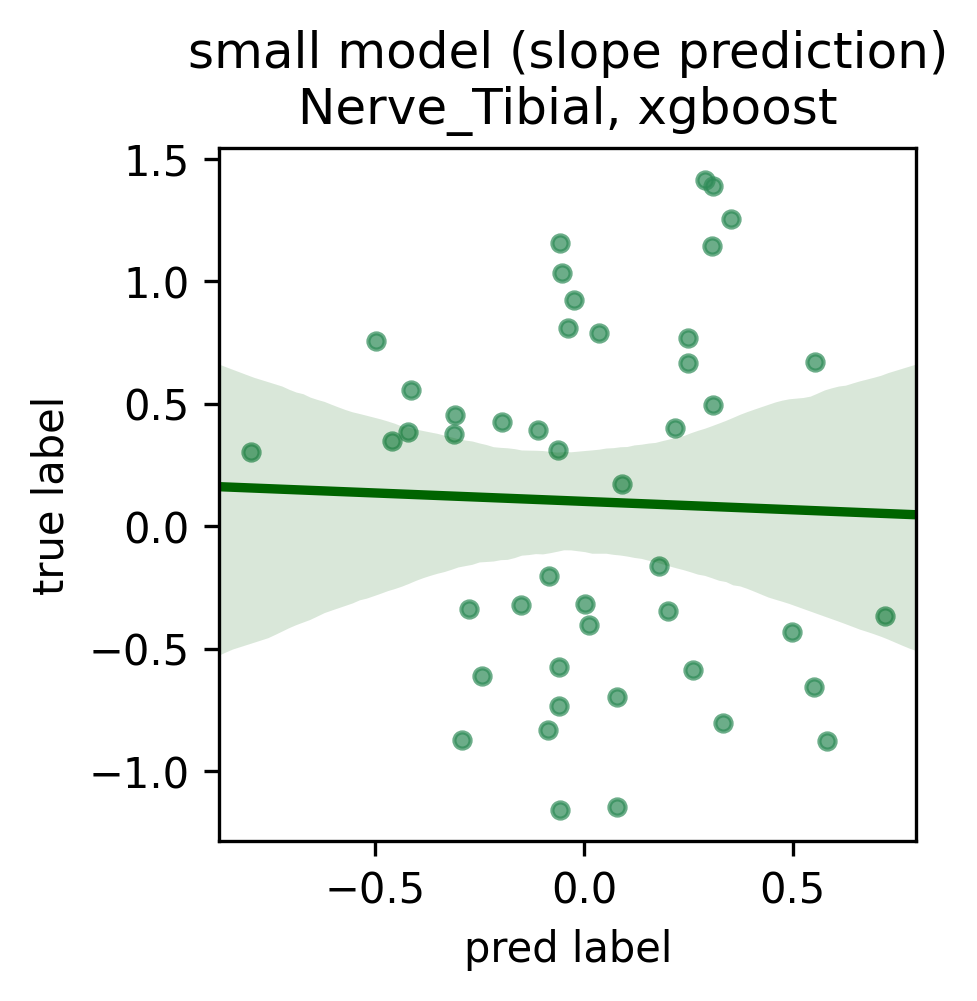 small model (slope prediction)
Nerve_Tibial, xgboost
1.5
1.0
0.5
0.0
−0.5
−1.0
true label
−0.5
0.0
0.5
pred label